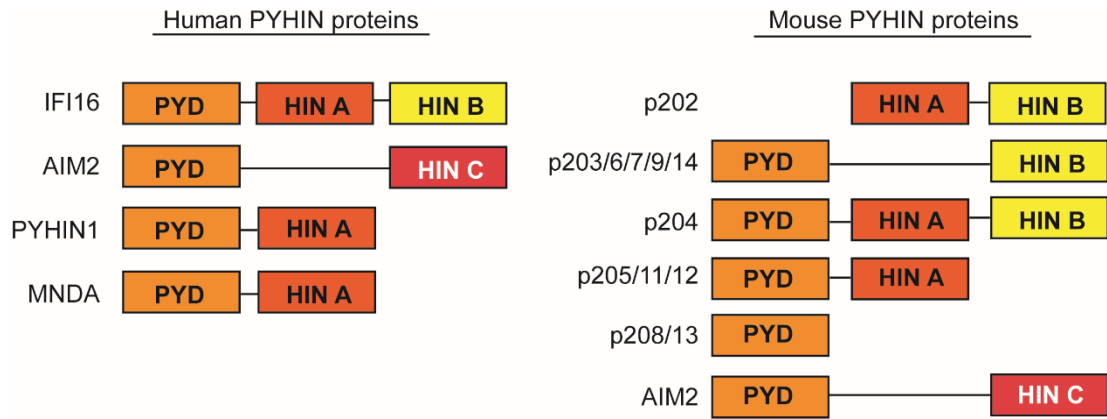 Human PYHIN proteins
IFI16 PYD HIN A HIN B
AIM2 PYD HIN C
PYHIN1 PYD HIN A
MNDA PYD HIN A
Mouse PYHIN proteins
p202 HIN A HIN B
p203/6/7/9/14 PYD HIN B
p204 PYD HIN A HIN B
p205/11/12 PYD HIN A
p208/13 PYD
AIM2 PYD HIN C